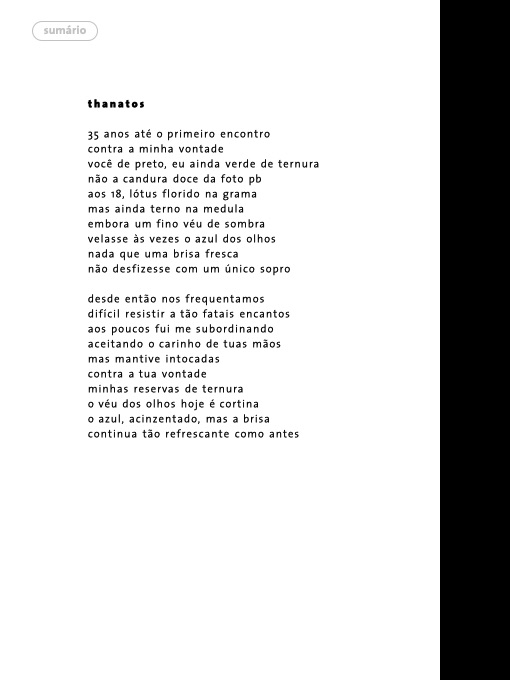 sumário
thanatos
35 anos até o primeiro encontro
contra a minha vontade
você de preto, eu ainda verde de ternura
não a candura doce da foto pb
aos 18, lótus florido na grama
mas ainda terno na medula
embora um fino véu de sombra
velasse às vezes o azul dos olhos
nada que uma brisa fresca
não desfizesse com um único sopro
desde então nos frequentamos
difícil resistir a tão fatais encantos
aos poucos fui me subordinando
aceitando o carinho de tuas mãos
mas mantive intocadas
contra a tua vontade
minhas reservas de ternura
o véu dos olhos hoje é cortina
o azul, acinzentado, mas a brisa
continua tão refrescante como antes